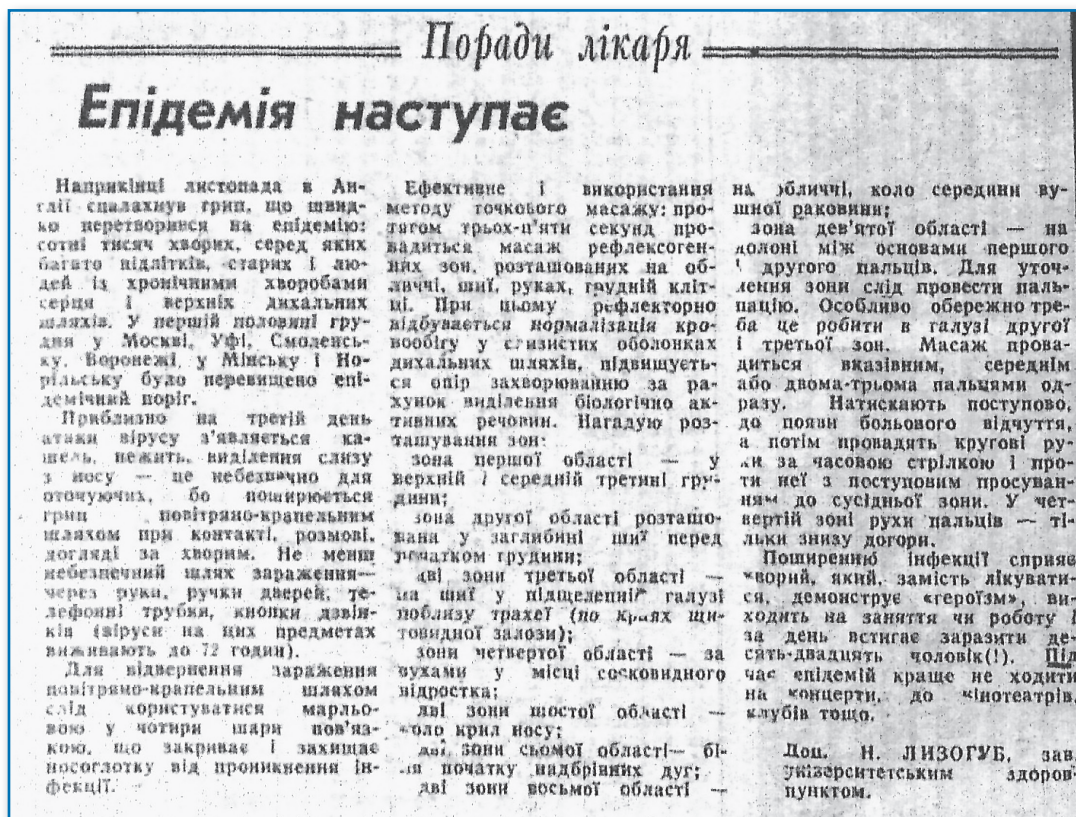 Поради лікаря
Епідемія наступає
Наприкінці листопада в Ан-
глії спалахнув грип, що швид-
ко перетворився на епідемію:
сотні тисяч хворих, серед яких
багато підлітків, старих і лю-
дей із хронічними хворобами
серця і верхніх дихальних
шляхів. У першій половині гру-
дня у Москві, Уфі, Смоленсь-
ку, Воронежі, у Мінську і Но-
рільську було перевищено епі-
демічний поріг.
Приблизно на третій день
атаки вірусу з'являється ка-
шель, нежить, виділення слизу
з носу — це небезпечно для
оточуючих, бо поширюється
грип повітряно-крапельним
шляхом при контакті, розмові,
догляді за хворим. Не менш
небезпечний шлях зараження—
через руки, ручки дверей, те-
лефонні трубки, кнопки дзвін-
ків (віруси на цих предметах
виживають до 72 годин).
Для відвернення зараження
повітряно-крапельним шляхом
слід користуватися марльо-
вою у чотири шари пов'яз-
кою, що закриває і захищає
носоглотку від проникнення ін-
фекції.
Ефективне і використання
методу точкового масажу: про-
тягом трьох-п'яти секунд про-
вадиться масаж рефлексоген-
них зон, розташованих на об-
личчі, шиї, руках, грудній кліт-
ці. При цьому рефлекторно
відбувається нормалізація кро-
вообігу у слизистих оболонках
дихальних шляхів, підвищуєть-
ся опір захворюванню за ра-
хунок виділення біологічно ак-
тивних речовин. Нагадую роз-
ташування зон:
зона першої області — у
верхній і середній третині гру-
дини;
зона другої області розташо-
вана у заглибині шиї перед
початком грудини;
дві зони третьої області —
на шиї у підщелепній галузі
поблизу трахеї (по краях щи-
товидної залози);
зони четвертої області — за
вухами у місці сосковидного
відростка;
дві зони шостої області —
коло крил носу;
дві зони сьомої області— бі-
ля початку надбрівних дуг;
дві зони восьмої області —
на обличчі, коло середини ву-
шної раковини;
зона дев'ятої області — на
долоні між основами першого
і другого пальців. Для уточ-
лення зони слід провести паль-
пацію. Особливо обережно тре-
ба це робити в галузі другої
і третьої зон. Масаж прова-
диться вказівним, середнім
або двома-трьома пальцями од-
разу. Натискають поступово,
до появи больового відчуття,
а потім провадять кругові ру-
хи за часовою стрілкою і про-
ти неї з поступовим просуван-
ням до сусідньої зони. У чет-
вертій зоні рухи пальців — ті-
льки знизу догори.
Поширенню інфекції сприяє
хворий, який, замість лікувати-
ся, демонструє «героїзм», ви-
ходить на заняття чи роботу і
за день встигає заразити де-
сять-двадцять чоловік(!). Під
час епідемій краще не ходити
на концерти, до кінотеатрів,
клубів тощо.
Доц. Н. ЛИЗОГУБ, зав.
університетським здоров-
пунктом.